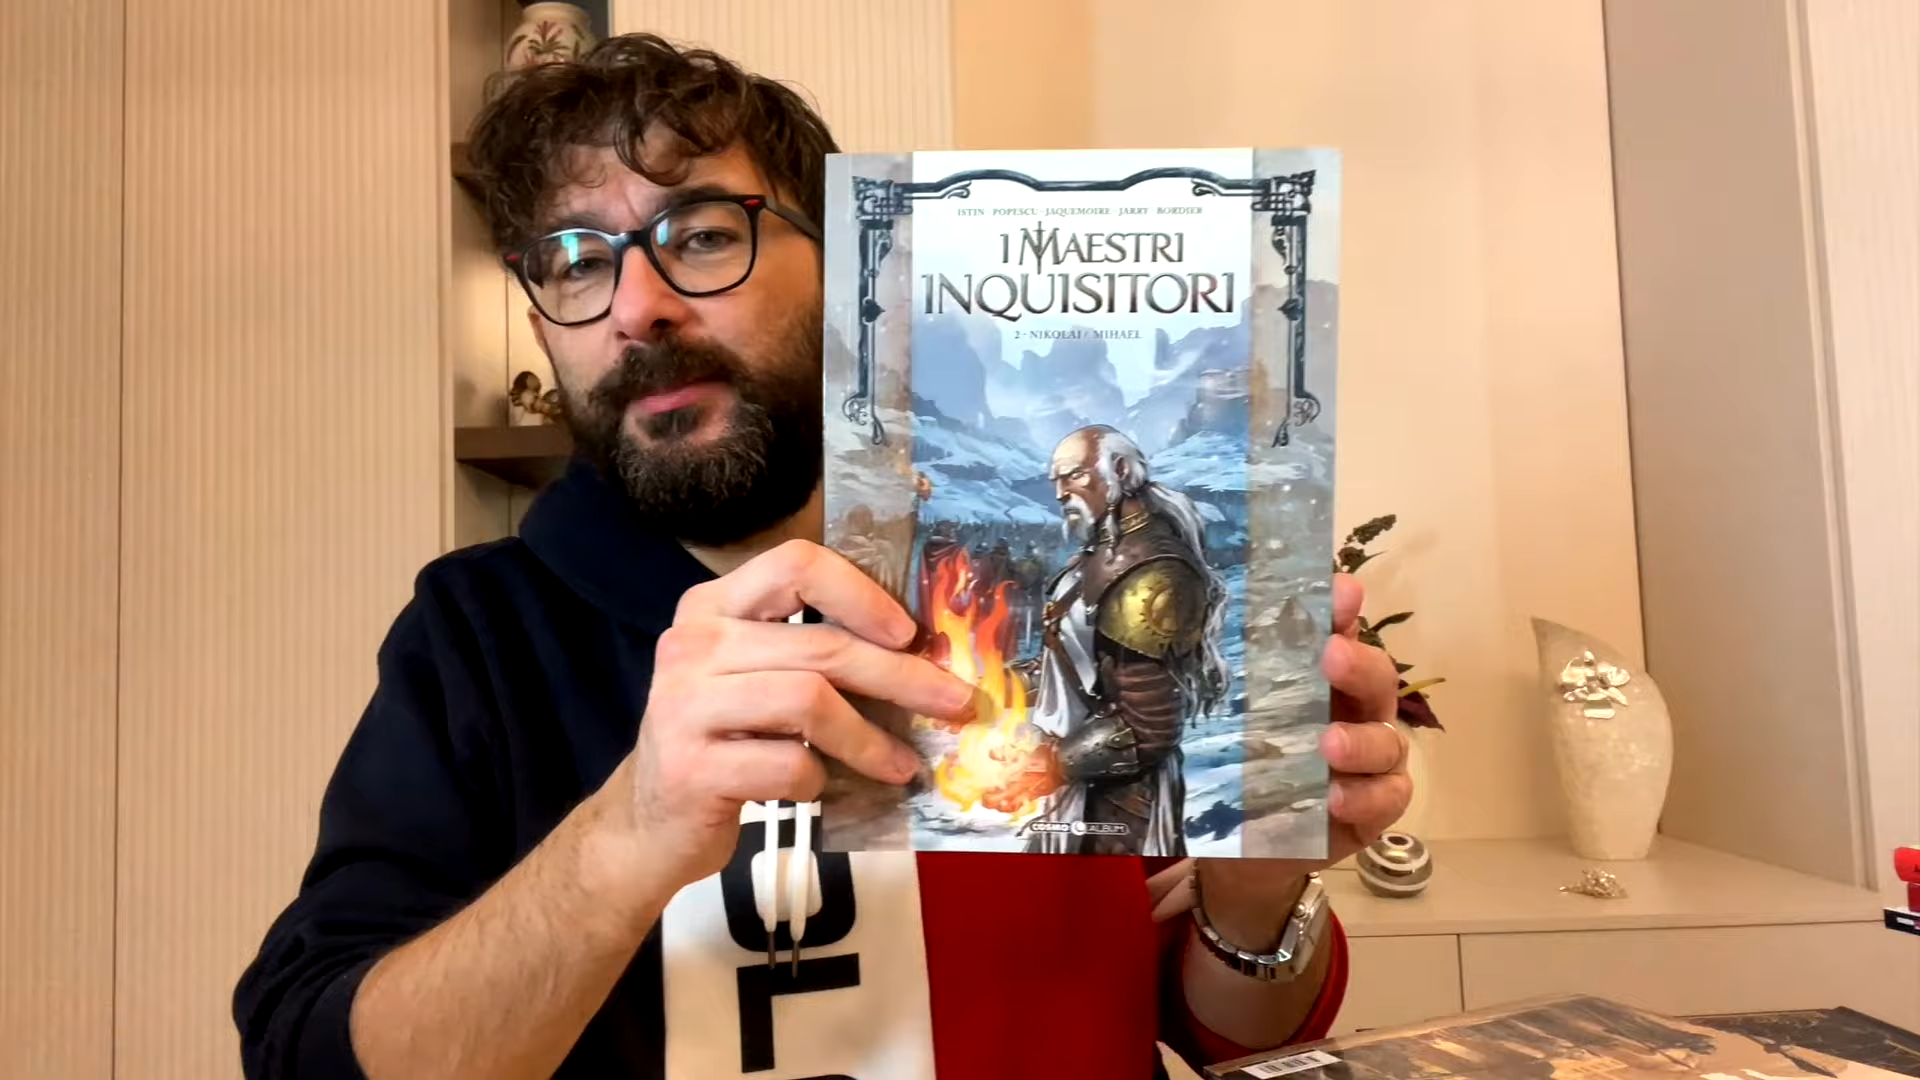 ISTIN · POPESCU · JAQUEMOIRE · JARRY · BORDIER
I MAESTRI
INQUISITORI
2 - NIKOLAI / MIHAEL
COSMO ALBUM